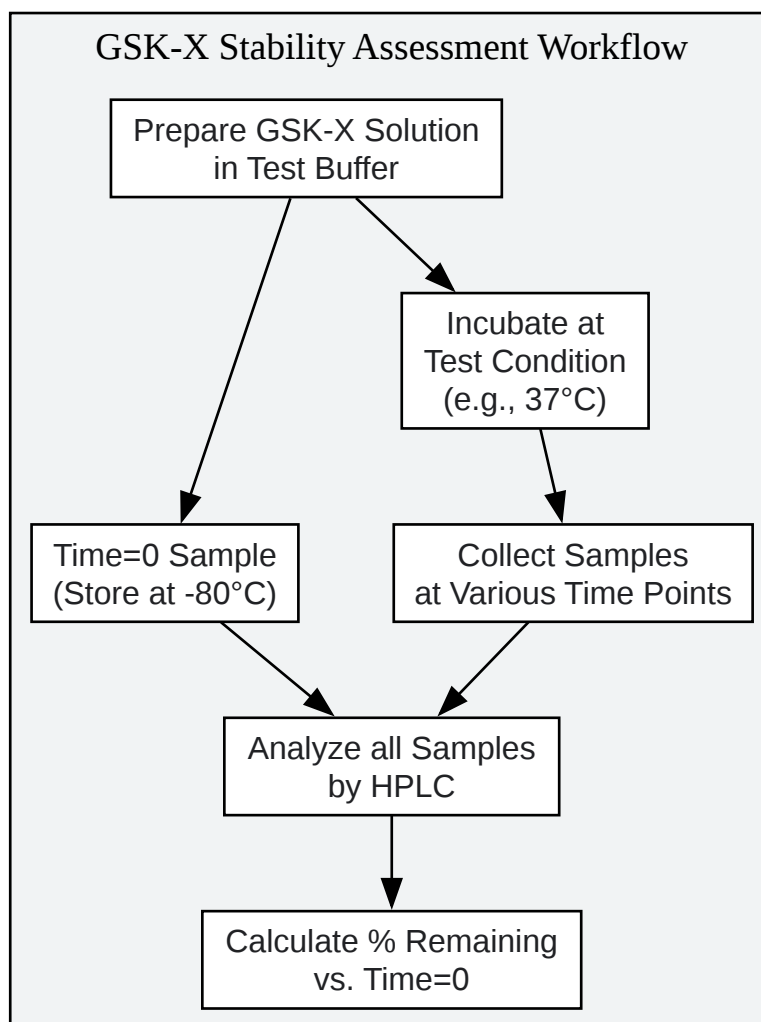 GSK-X Stability Assessment Workflow
Prepare GSK-X Solution
in Test Buffer
Incubate at
Test Condition
(e.g., 37°C)
Time=0 Sample
(Store at -80°C)
Collect Samples
at Various Time Points
Analyze all Samples
by HPLC
Calculate % Remaining
vs. Time=0